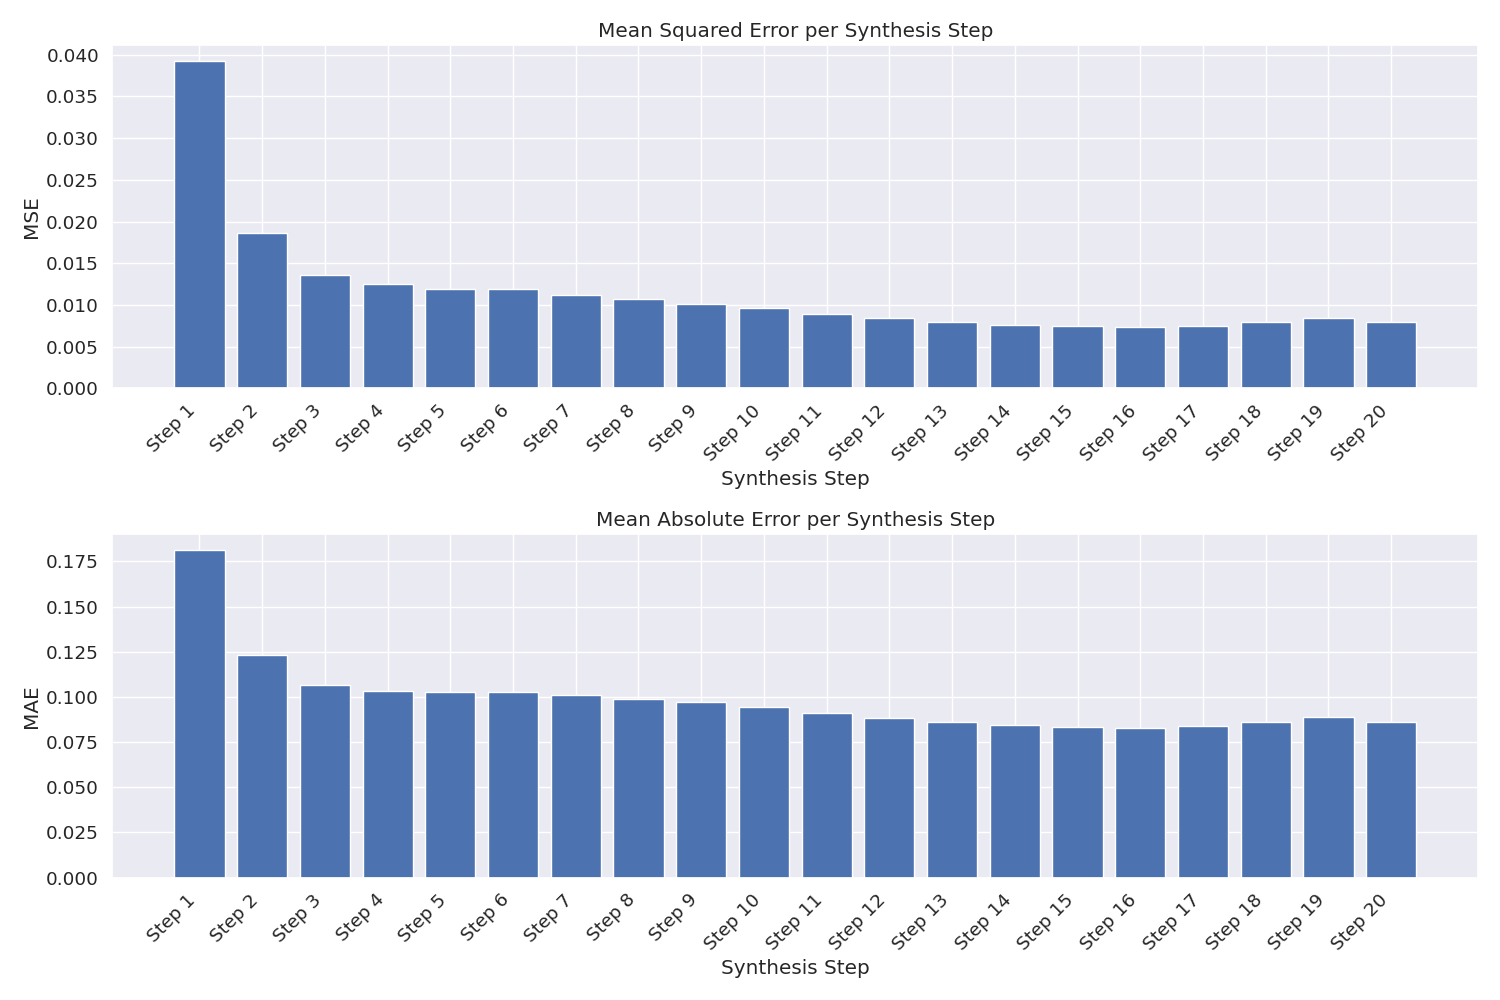 Mean Squared Error per Synthesis Step
0.040
0.035
0.030
0.025
0.020
0.015
0.010
0.005
0.000
MSE
Step 1
Step 2
Step 3
Step 4
Step 5
Step 6
Step 7
Step 8
Step 9
Step 10
Step 11
Step 12
Step 13
Step 14
Step 15
Step 16
Step 17
Step 18
Step 19
Step 20
Synthesis Step
Mean Absolute Error per Synthesis Step
0.175
0.150
0.125
0.100
0.075
0.050
0.025
0.000
MAE
Step 1
Step 2
Step 3
Step 4
Step 5
Step 6
Step 7
Step 8
Step 9
Step 10
Step 11
Step 12
Step 13
Step 14
Step 15
Step 16
Step 17
Step 18
Step 19
Step 20
Synthesis Step